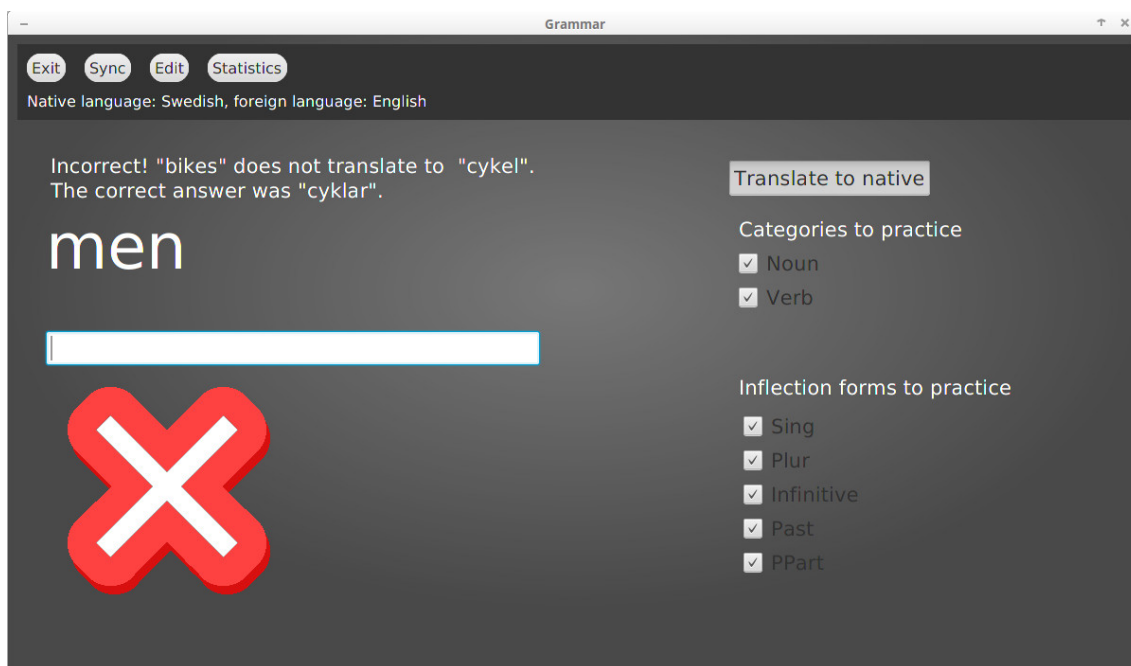 Grammar
Exit Sync Edit Statistics
Native language: Swedish, foreign language: English
Incorrect! "bikes" does not translate to "cykel".
The correct answer was "cyklar".
men
Translate to native
Categories to practice
Noun
Verb
Inflection forms to practice
Sing
Plur
Infinitive
Past
PPart